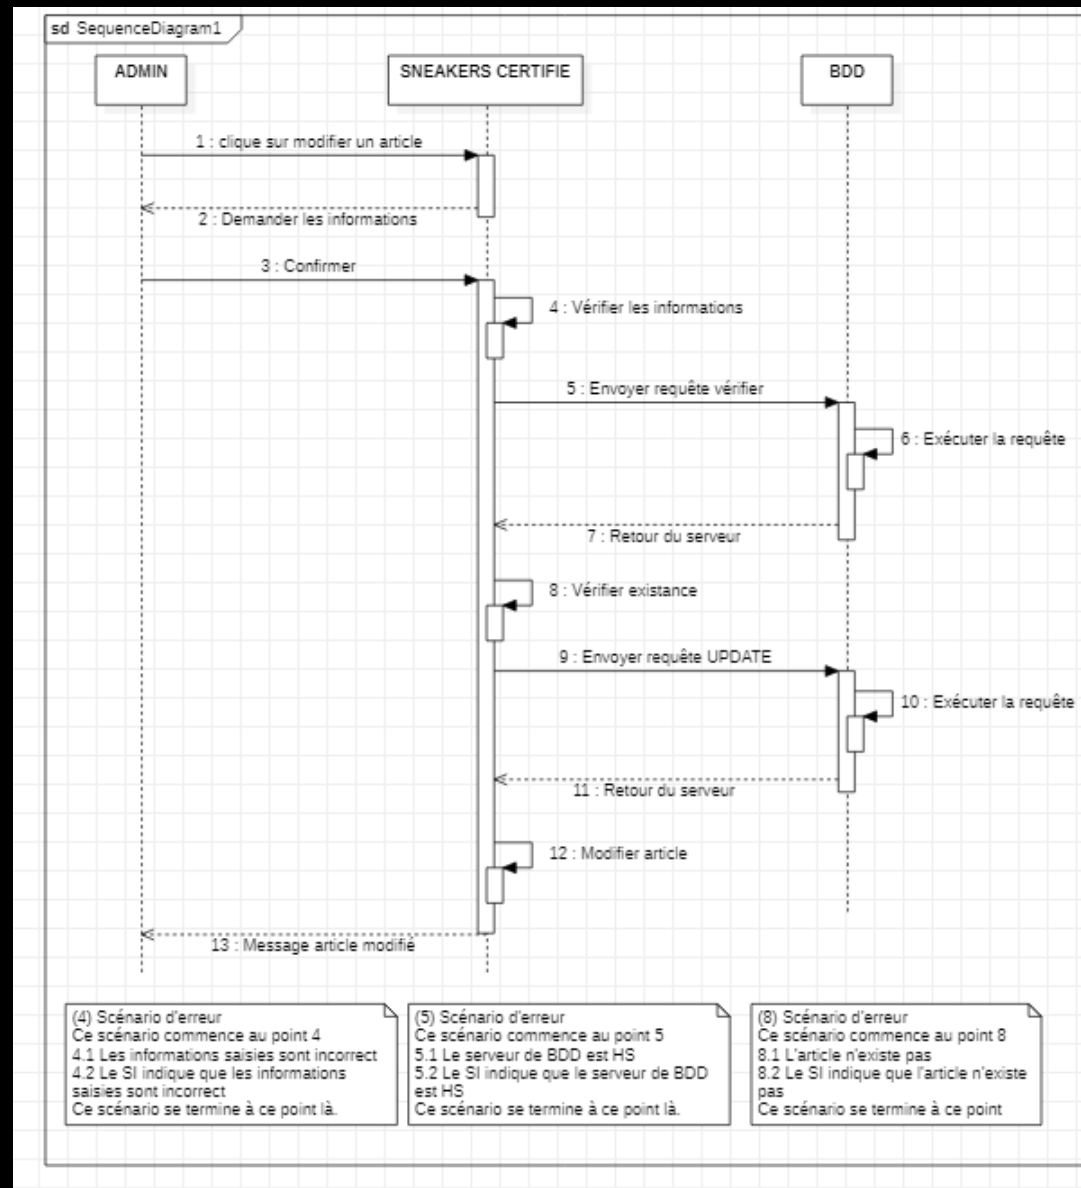 sd SequenceDiagram1
ADMIN
SNEAKERS CERTIFIE
BDD
1 : clique sur modifier un article
2 : Demander les informations
3 : Confirmer
4 : Vérifier les informations
5 : Envoyer requête vérifier
6 : Exécuter la requête
7 : Retour du serveur
8 : Vérifier existance
9 : Envoyer requête UPDATE
10 : Exécuter la requête
11 : Retour du serveur
12 : Modifier article
13 : Message article modifié
(4) Scénario d'erreur
Ce scénario commence au point 4
4.1 Les informations saisies sont incorrect
4.2 Le SI indique que les informations
saisies sont incorrect
Ce scénario se termine à ce point là.
(5) Scénario d'erreur
Ce scénario commence au point 5
5.1 Le serveur de BDD est HS
5.2 Le SI indique que le serveur de BDD
est HS
Ce scénario se termine à ce point là.
(8) Scénario d'erreur
Ce scénario commence au point 8
8.1 L'article n'existe pas
8.2 Le SI indique que l'article n'existe
pas
Ce scénario se termine à ce point